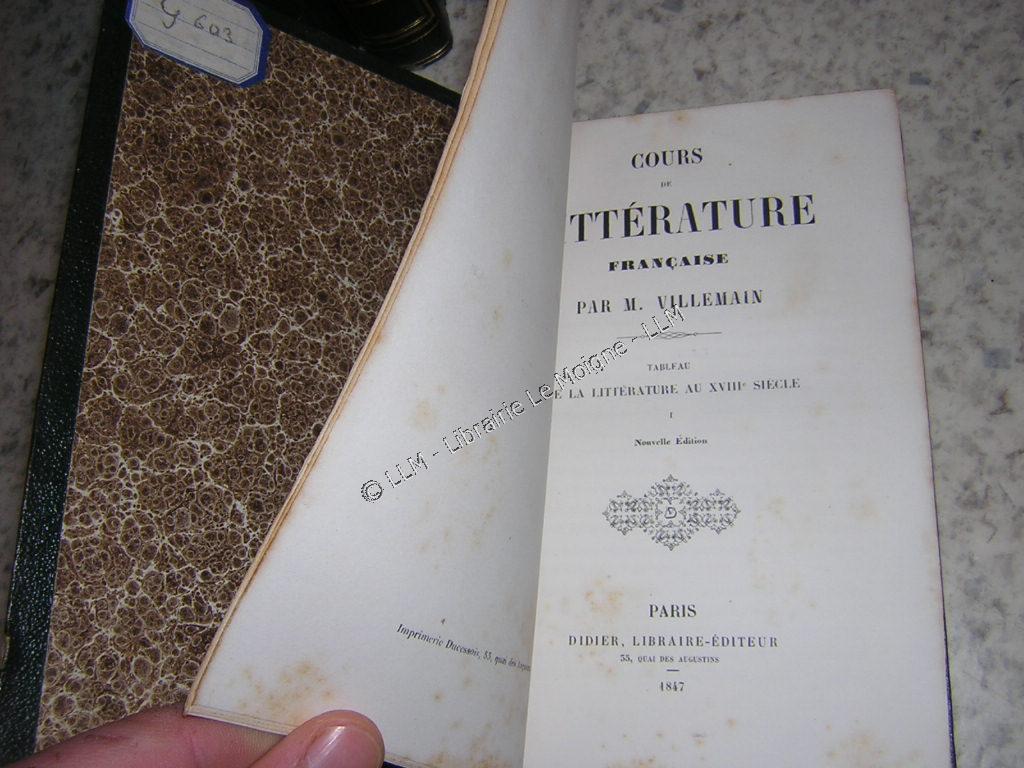 G 603
COURS
DE
TTÉRATURE
FRANÇAISE
PAR M. VILLEMAIN
TABLEAU
E LA LITTÉRATURE AU XVIIIe SIÈCLE
I
Nouvelle Édition
D
PARIS
DIDIER, LIBRAIRE-ÉDITEUR
35, QUAI DES AUGUSTINS
1847
Imprimerie Ducessois, 55, quai des
© LLM - Librairie Le Moigne - LLM